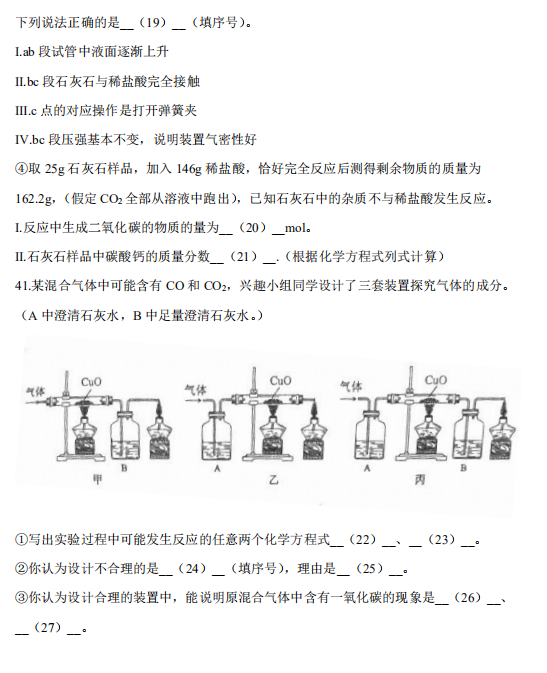 下列说法正确的是__（19）__（填序号）。
I.ab 段试管中液面逐渐上升
II.bc 段石灰石与稀盐酸完全接触
III.c 点的对应操作是打开弹簧夹
IV.bc 段压强基本不变，说明装置气密性好
④取 25g 石灰石样品，加入 146g 稀盐酸，恰好完全反应后测得剩余物质的质量为
162.2g,（假定 CO₂ 全部从溶液中跑出），已知石灰石中的杂质不与稀盐酸发生反应。
I.反应中生成二氧化碳的物质的量为__（20）__mol。
II.石灰石样品中碳酸钙的质量分数__（21）__.（根据化学方程式列式计算）
41.某混合气体中可能含有 CO 和 CO₂，兴趣小组同学设计了三套装置探究气体的成分。
（A 中澄清石灰水，B 中足量澄清石灰水。）
气体 CuO B 甲
气体 CuO A 乙
气体 CuO A B 丙
①写出实验过程中可能发生反应的任意两个化学方程式__（22）__、__（23）__。
②你认为设计不合理的是__（24）__（填序号），理由是__（25）__。
③你认为设计合理的装置中，能说明原混合气体中含有一氧化碳的现象是__（26）__、
__（27）__。